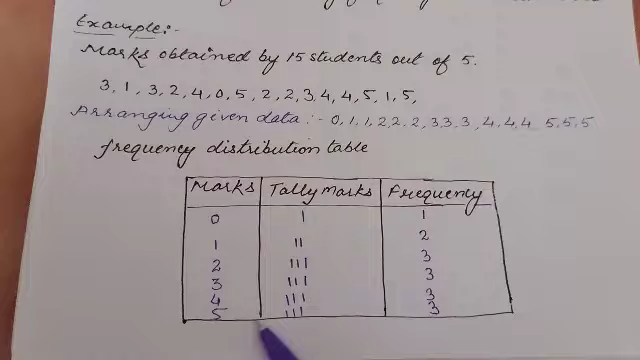 Example:-
Marks obtained by 15 students out of 5.
3, 1, 3, 2, 4, 0, 5, 2, 2, 3, 4, 4, 5, 1, 5,
Arranging given data :- 0, 1, 1, 2, 2, 2, 3, 3, 3, 4, 4, 4, 5, 5, 5
frequency distribution table
Marks Tally marks Frequency
0 | 1
1 || 2
2 ||| 3
3 ||| 3
4 ||| 3
5 ||| 3